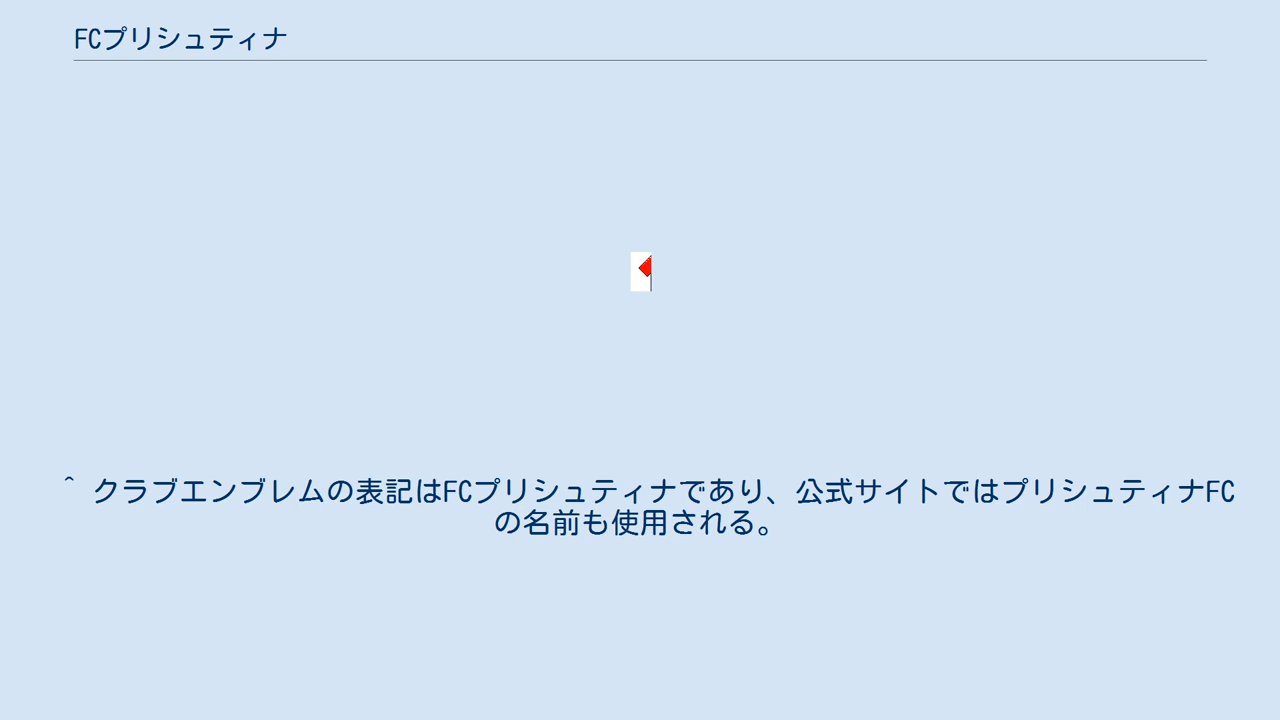 FCプリシュティナ
^ クラブエンブレムの表記はFCプリシュティナであり、公式サイトではプリシュティナFC
の名前も使用される。